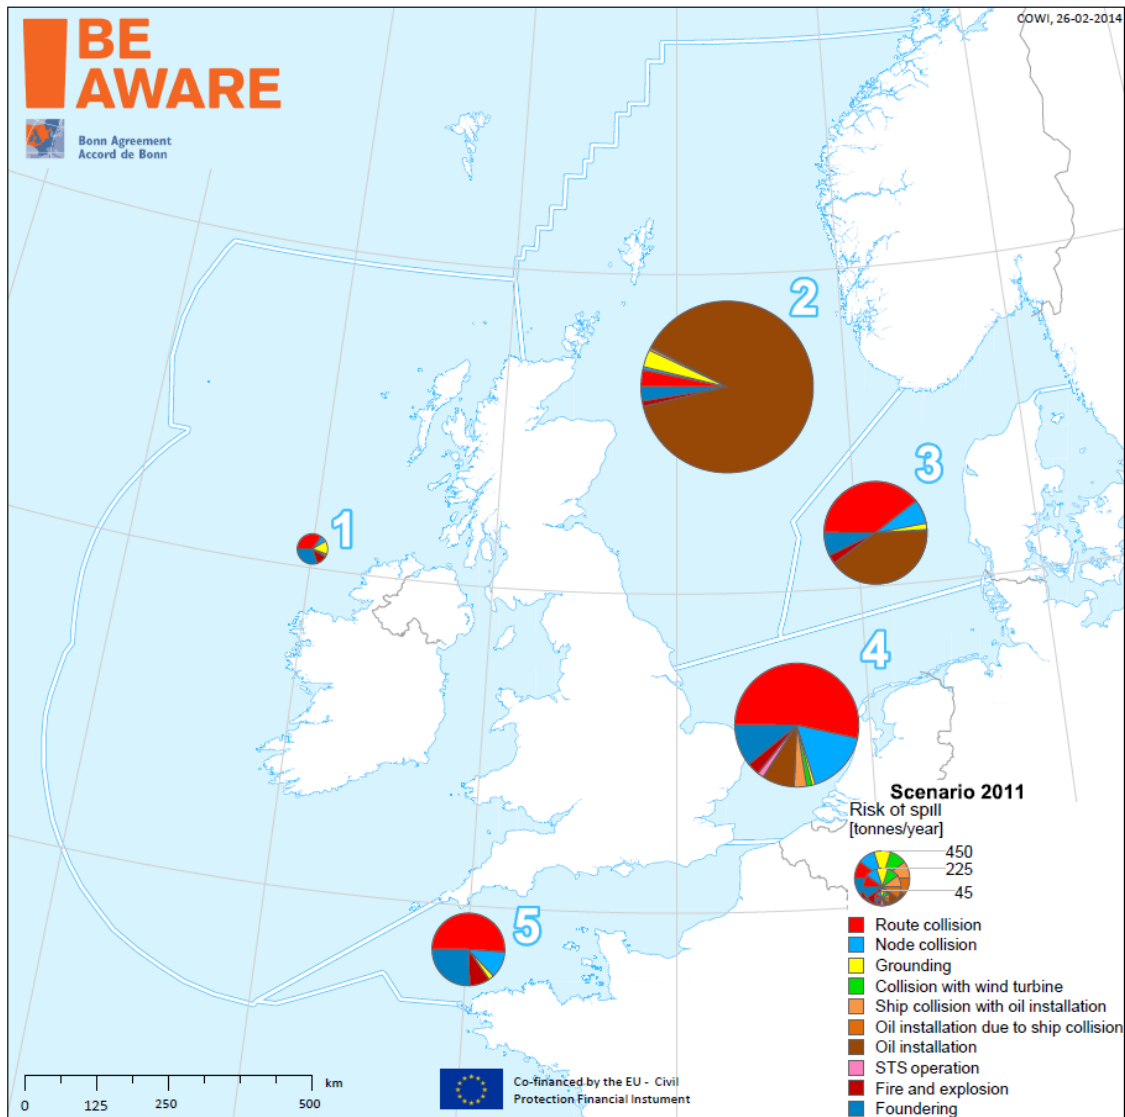 COWI, 26-02-2014
BE
AWARE
Bonn Agreement
Accord de Bonn
2
3
1
4
5
Scenario 2011
Risk of spill
[tonnes/year]
450
225
45
Route collision
Node collision
Grounding
Collision with wind turbine
Ship collision with oil installation
Oil installation due to ship collision
Oil installation
STS operation
Fire and explosion
Foundering
km
0 125 250 500
Co-financed by the EU - Civil
Protection Financial Instument